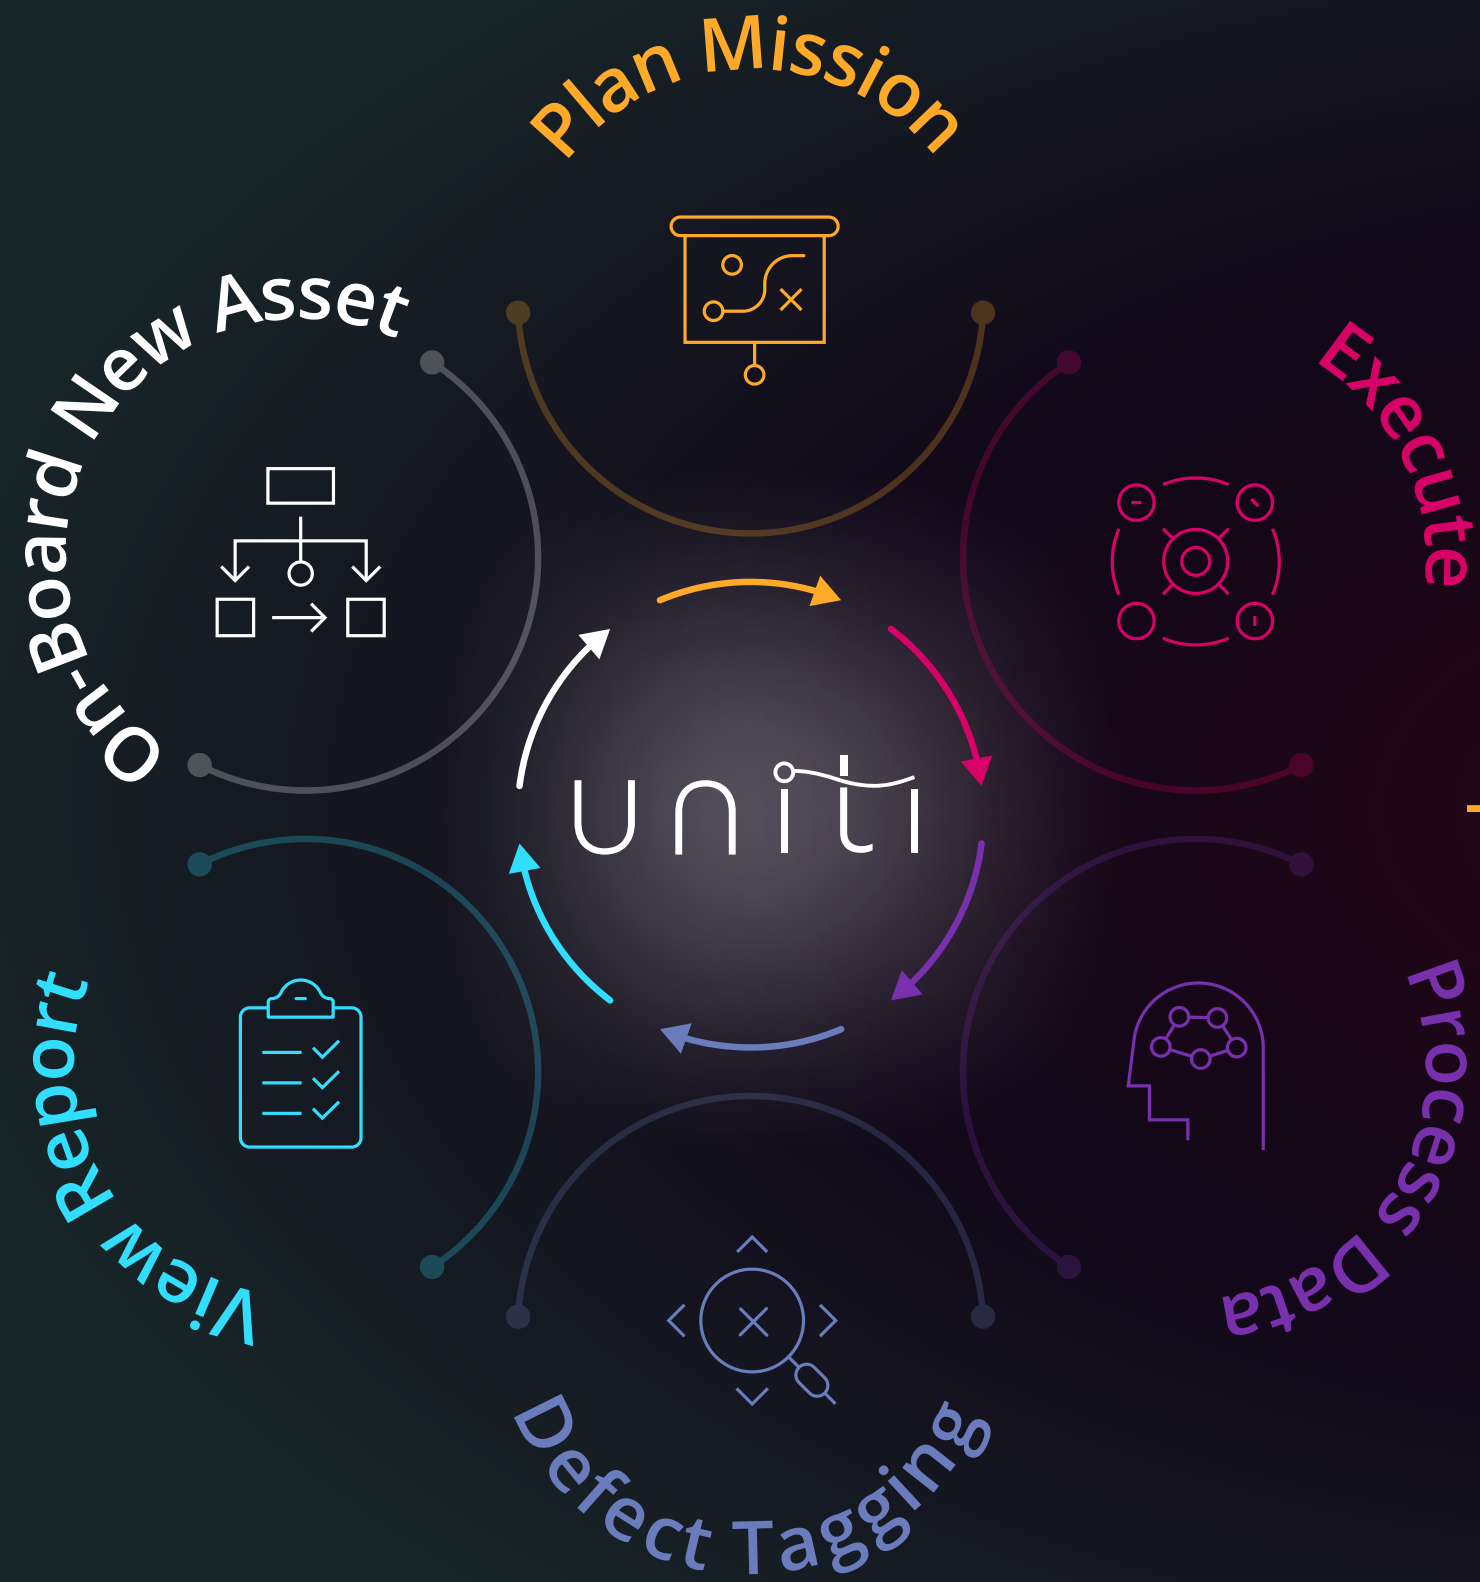 Plan Mission
On-Board New Asset
Execute
uniti
View Report
Process Data
Defect Tagging